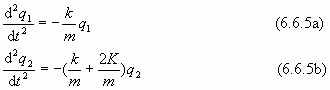 d²q₁/dt² = −(k/m) q₁ (6.6.5a)
d²q₂/dt² = −(k/m + 2K/m) q₂ (6.6.5b)